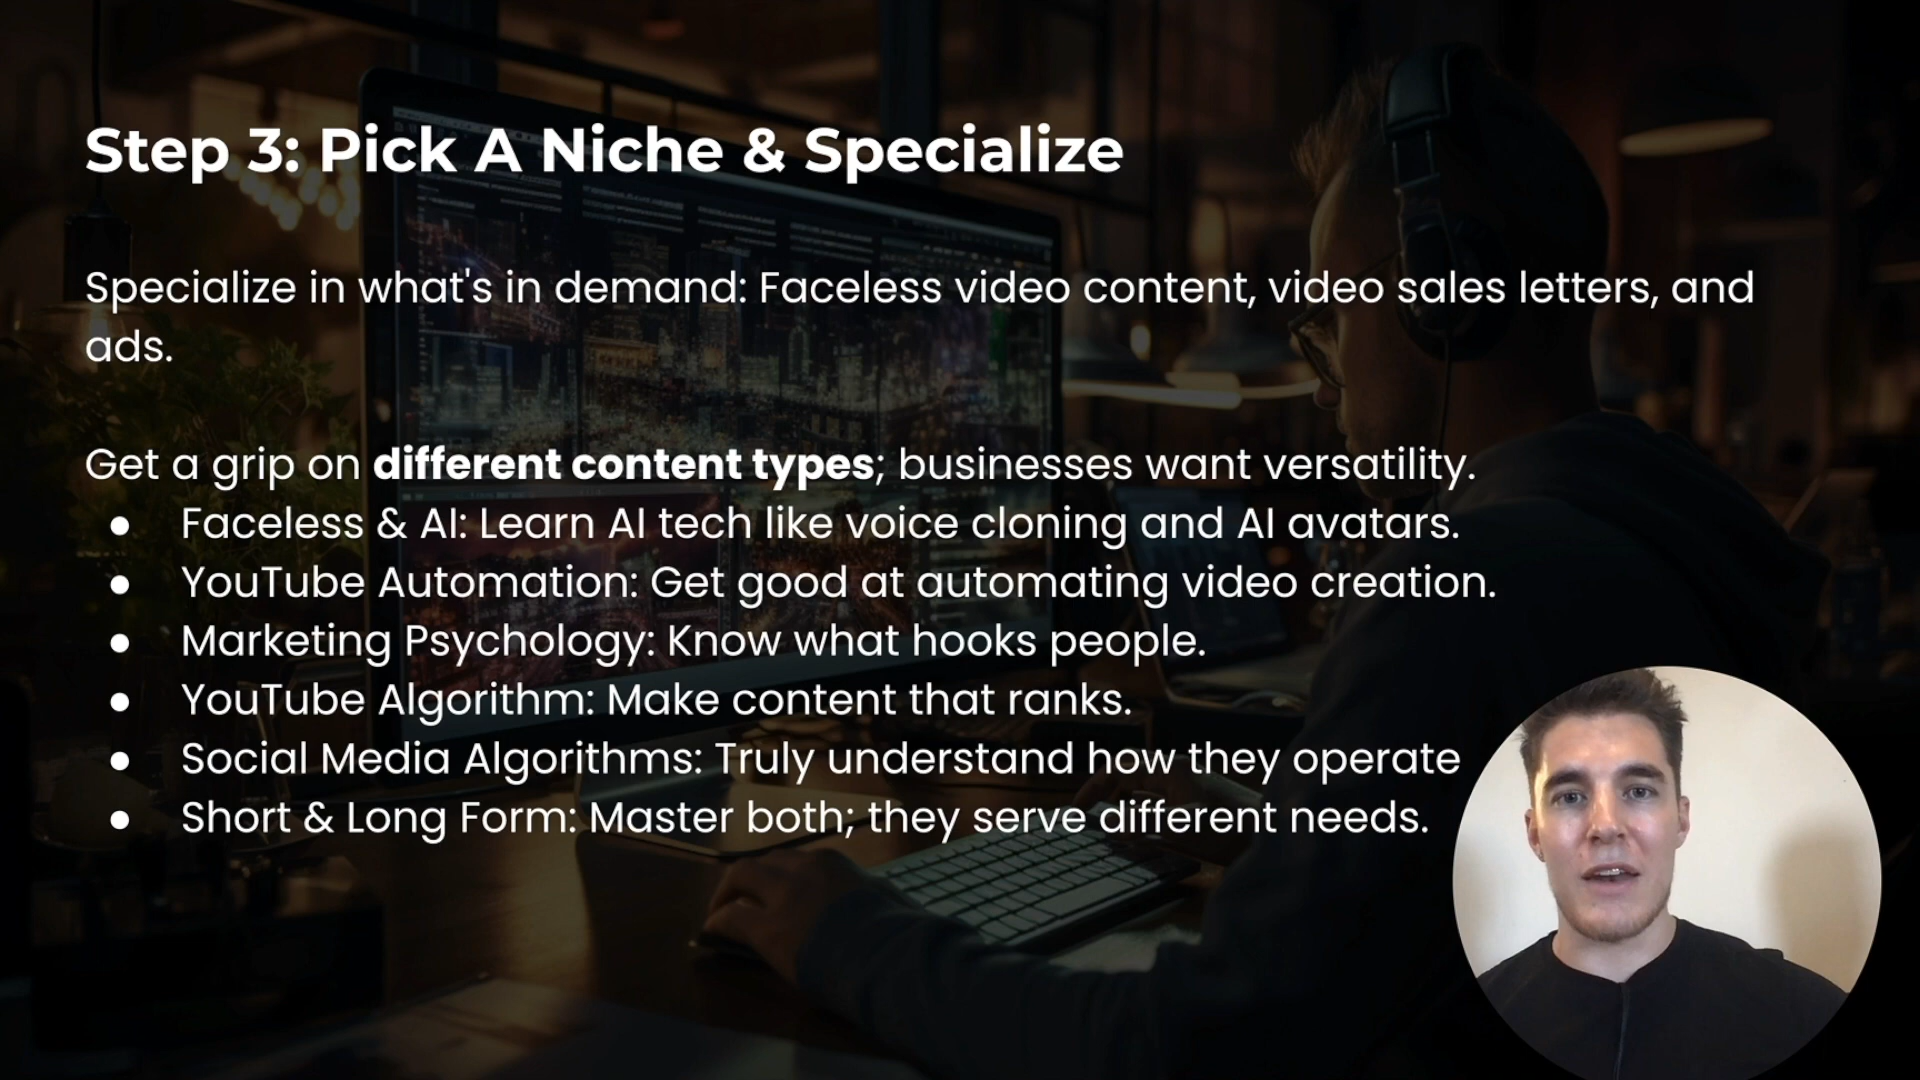 Step 3: Pick A Niche & Specialize
Specialize in what's in demand: Faceless video content, video sales letters, and
ads.
Get a grip on different content types; businesses want versatility.
● Faceless & AI: Learn AI tech like voice cloning and AI avatars.
● YouTube Automation: Get good at automating video creation.
● Marketing Psychology: Know what hooks people.
● YouTube Algorithm: Make content that ranks.
● Social Media Algorithms: Truly understand how they operate
● Short & Long Form: Master both; they serve different needs.